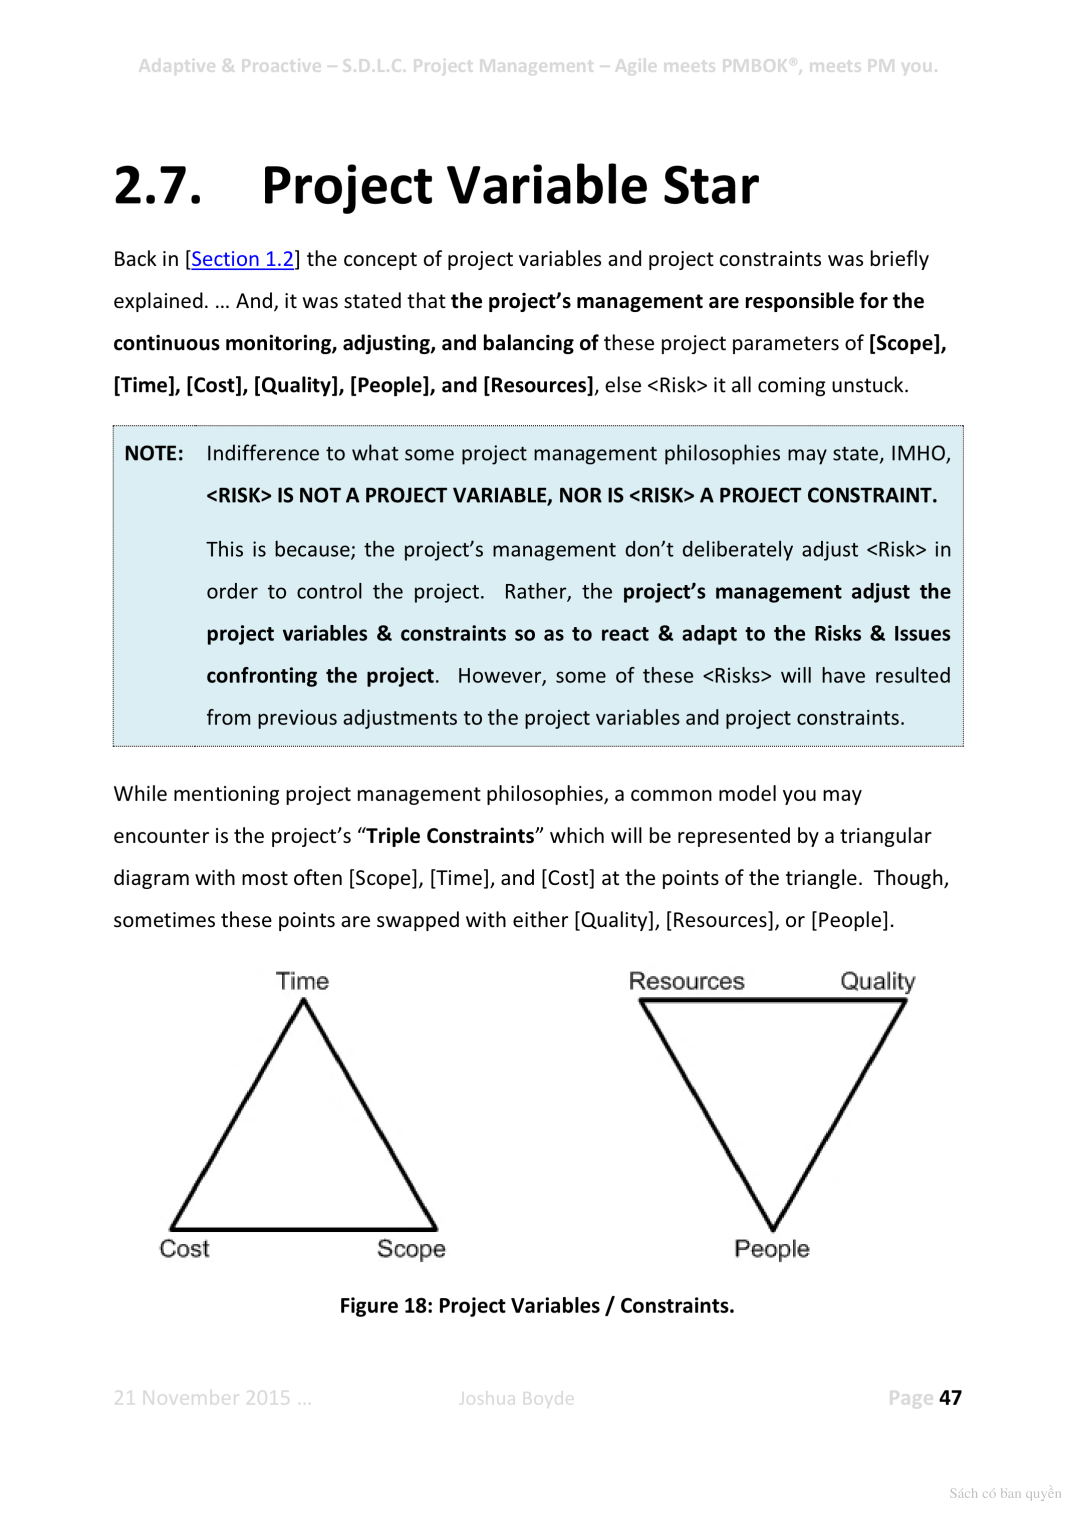 Adaptive & Proactive – S.D.L.C. Project Management – Agile meets PMBOK®, meets PM you.
2.7. Project Variable Star
Back in [Section 1.2] the concept of project variables and project constraints was briefly
explained. … And, it was stated that the project’s management are responsible for the
continuous monitoring, adjusting, and balancing of these project parameters of [Scope],
[Time], [Cost], [Quality], [People], and [Resources], else <Risk> it all coming unstuck.
NOTE: Indifference to what some project management philosophies may state, IMHO,
<RISK> IS NOT A PROJECT VARIABLE, NOR IS <RISK> A PROJECT CONSTRAINT.
This is because; the project’s management don’t deliberately adjust <Risk> in
order to control the project. Rather, the project’s management adjust the
project variables & constraints so as to react & adapt to the Risks & Issues
confronting the project. However, some of these <Risks> will have resulted
from previous adjustments to the project variables and project constraints.
While mentioning project management philosophies, a common model you may
encounter is the project’s “Triple Constraints” which will be represented by a triangular
diagram with most often [Scope], [Time], and [Cost] at the points of the triangle. Though,
sometimes these points are swapped with either [Quality], [Resources], or [People].
Time
Cost Scope
Resources Quality
People
Figure 18: Project Variables / Constraints.
21 November 2015 … Joshua Boyde Page 47
Sách có bản quyền